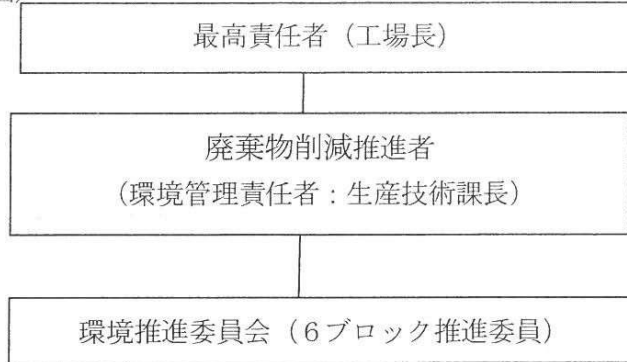 最高責任者（工場長）
廃棄物削減推進者
（環境管理責任者：生産技術課長）
環境推進委員会（６ブロック推進委員）